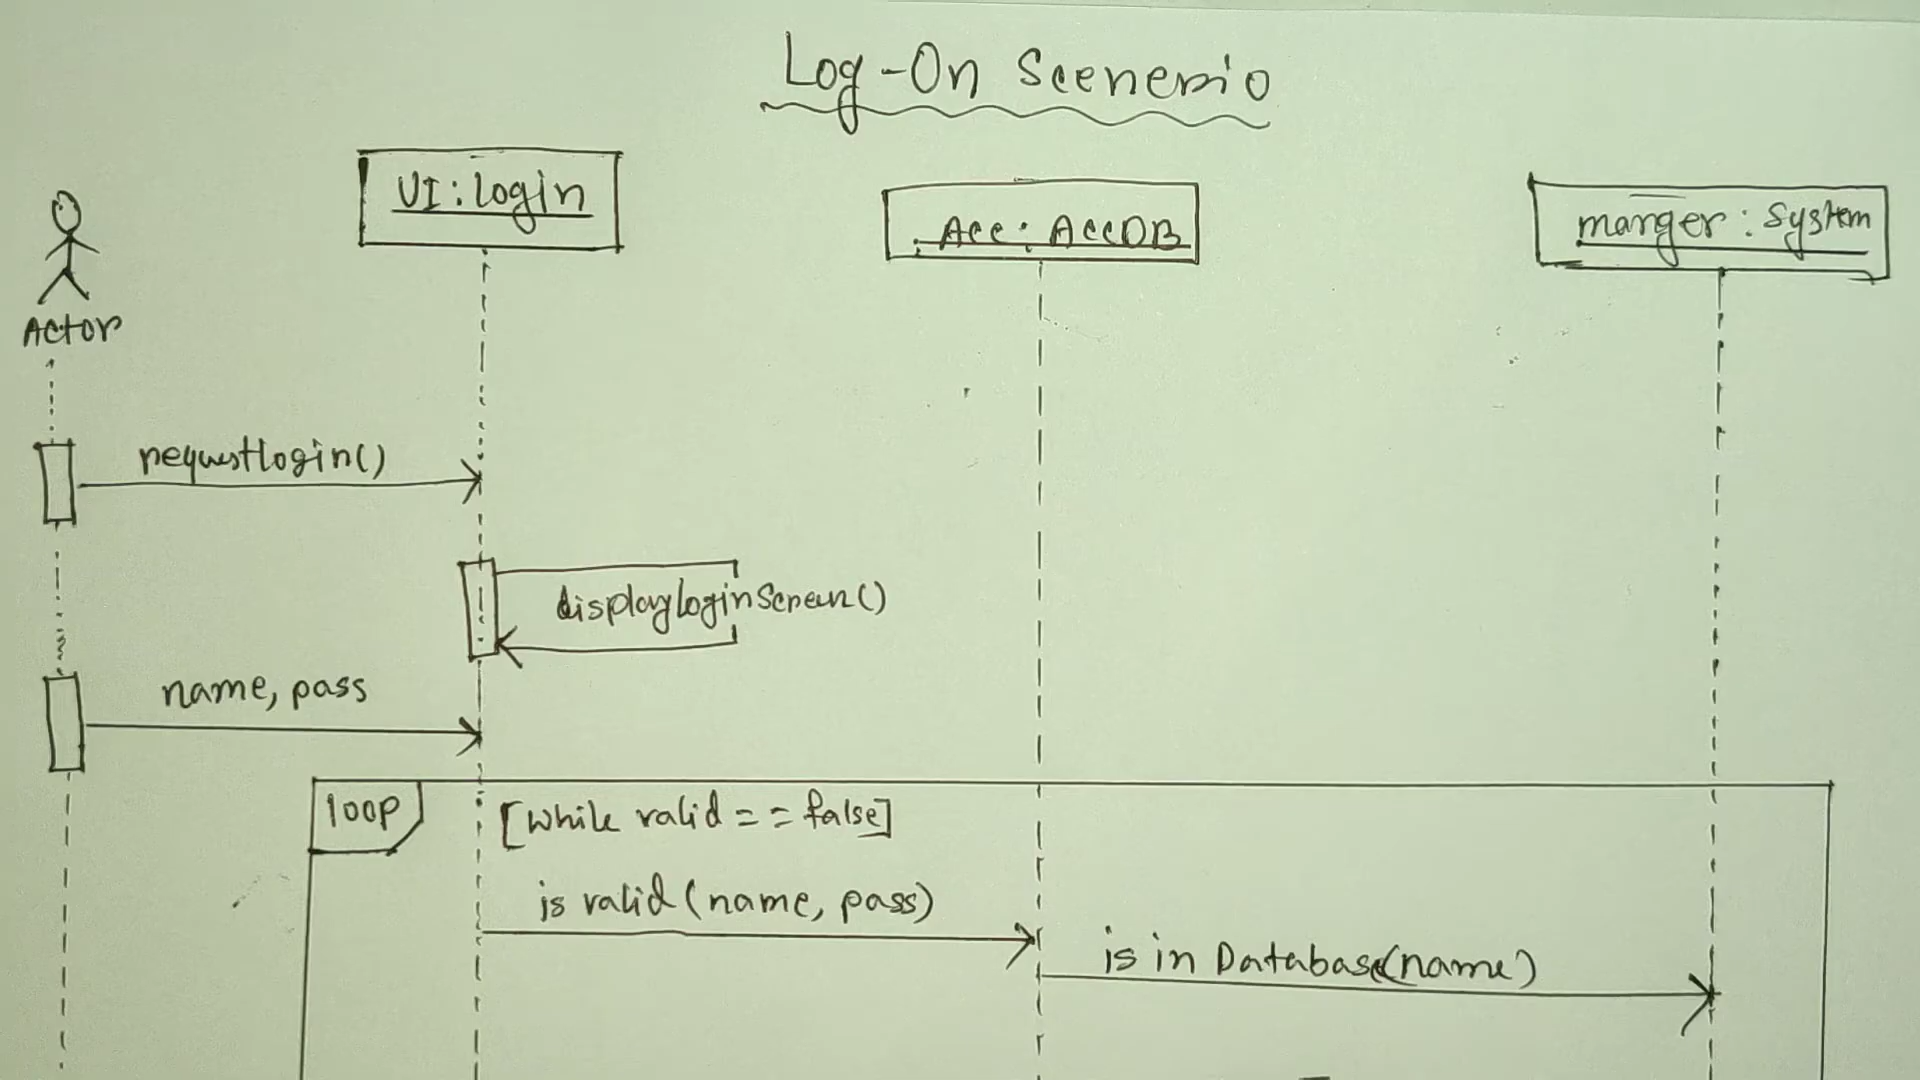 Log-On Scenerio
UI:login
Acc: AccDB
manger: System
Actor
requestlogin()
displayLoginScreen()
name, pass
loop
[while valid == false]
is valid (name, pass)
is in Database(name)